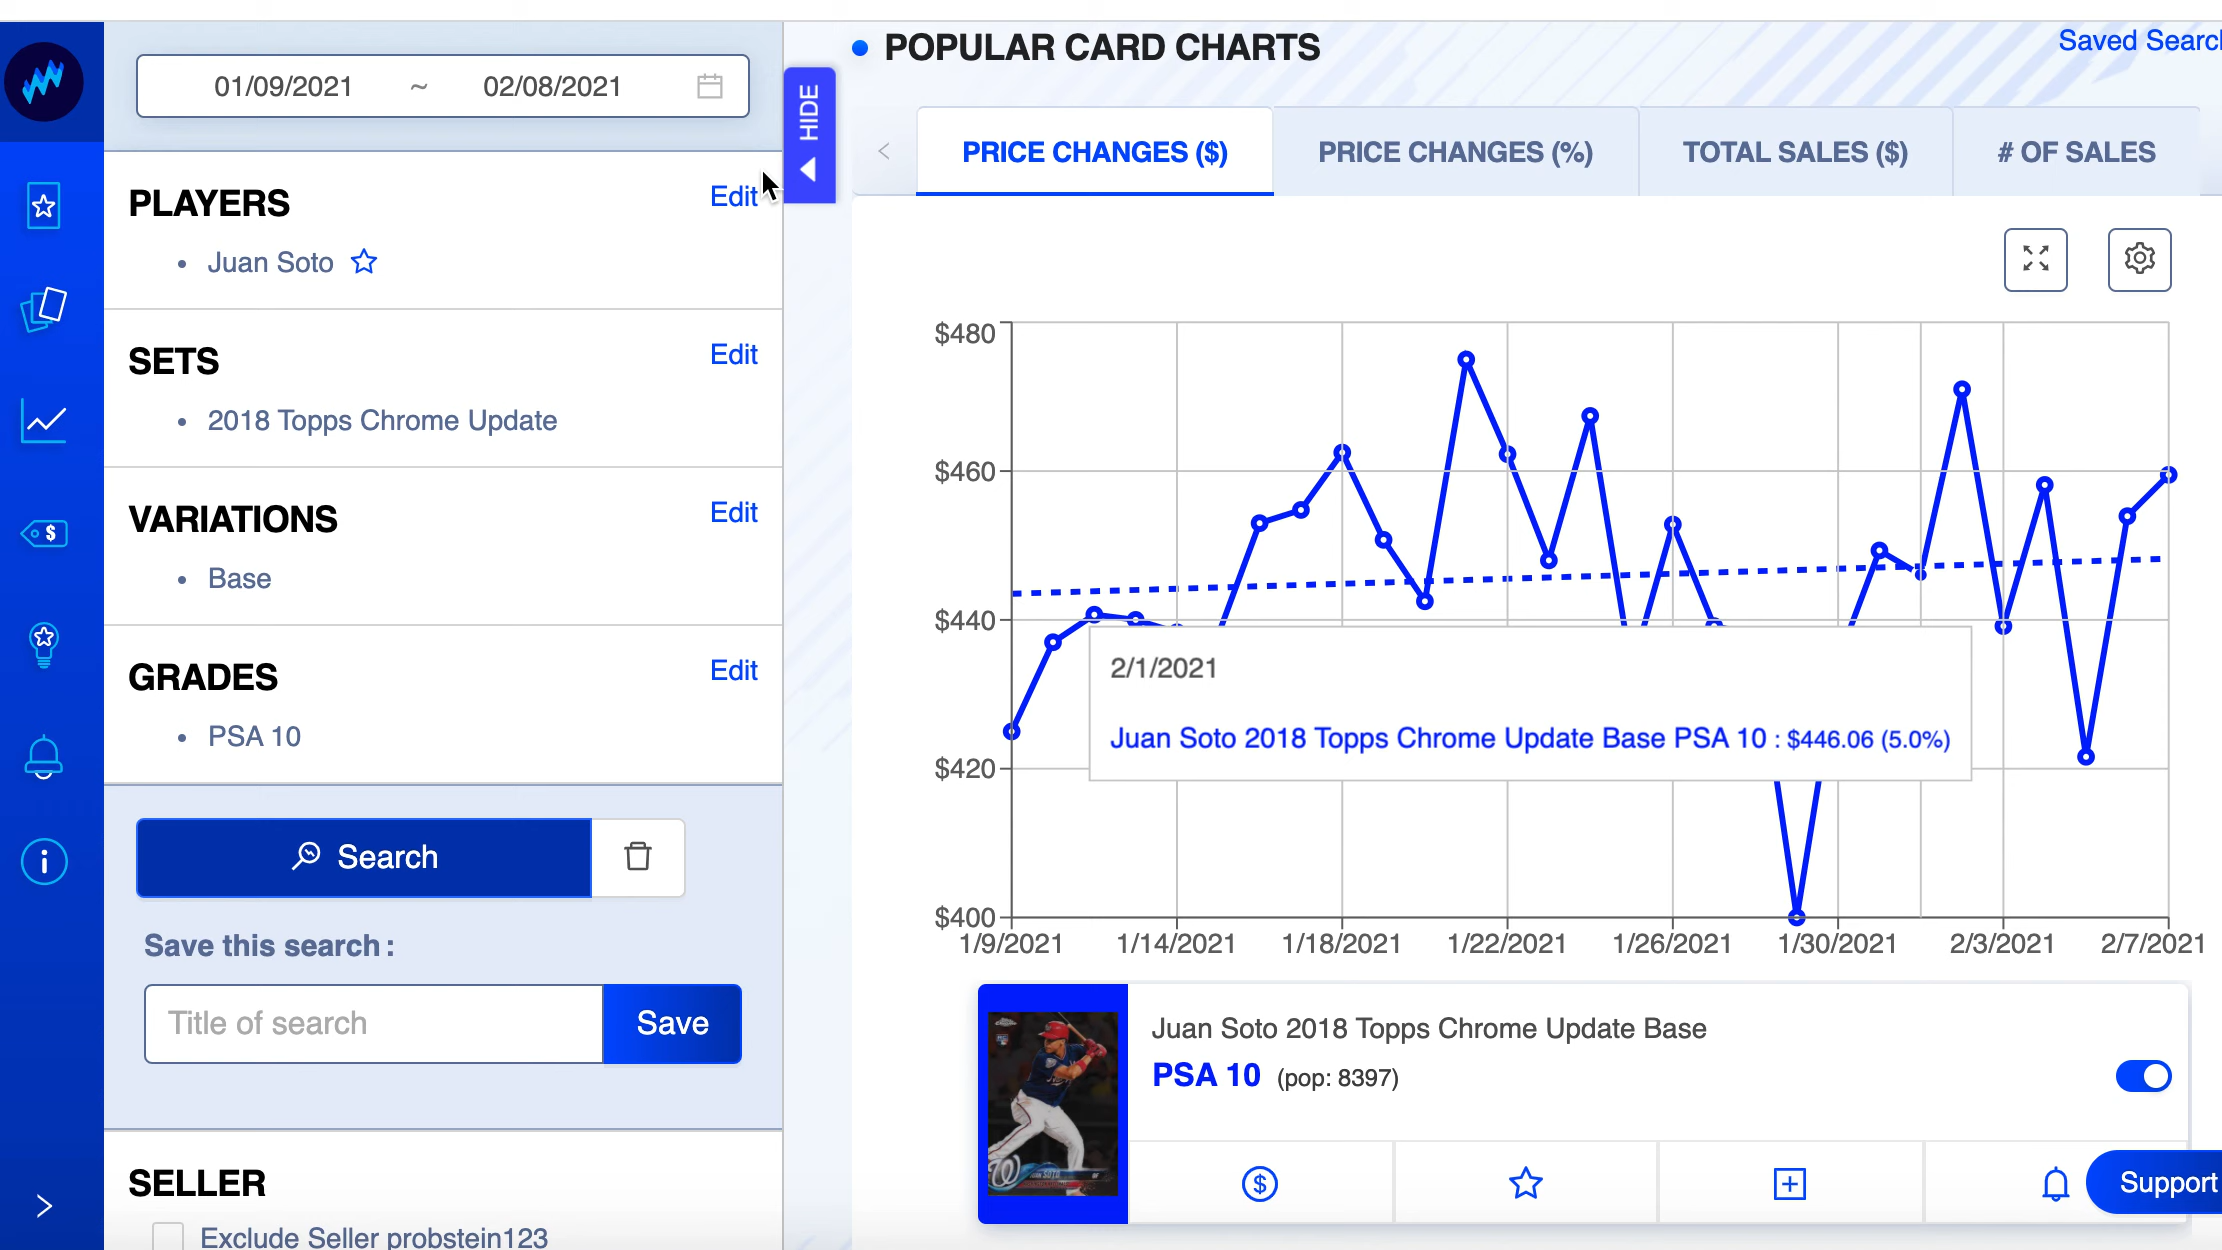 01/09/2021 ~ 02/08/2021
HIDE
PLAYERS Edit
Juan Soto
SETS Edit
2018 Topps Chrome Update
VARIATIONS Edit
Base
GRADES Edit
PSA 10
Search
Save this search :
Title of search Save
SELLER
Exclude Seller probstein123
POPULAR CARD CHARTS
Saved Search
PRICE CHANGES ($) PRICE CHANGES (%) TOTAL SALES ($) # OF SALES
$480
$460
$440
$420
$400
2/1/2021
Juan Soto 2018 Topps Chrome Update Base PSA 10 : $446.06 (5.0%)
1/9/2021 1/14/2021 1/18/2021 1/22/2021 1/26/2021 1/30/2021 2/3/2021 2/7/2021
Juan Soto 2018 Topps Chrome Update Base
PSA 10 (pop: 8397)
Support